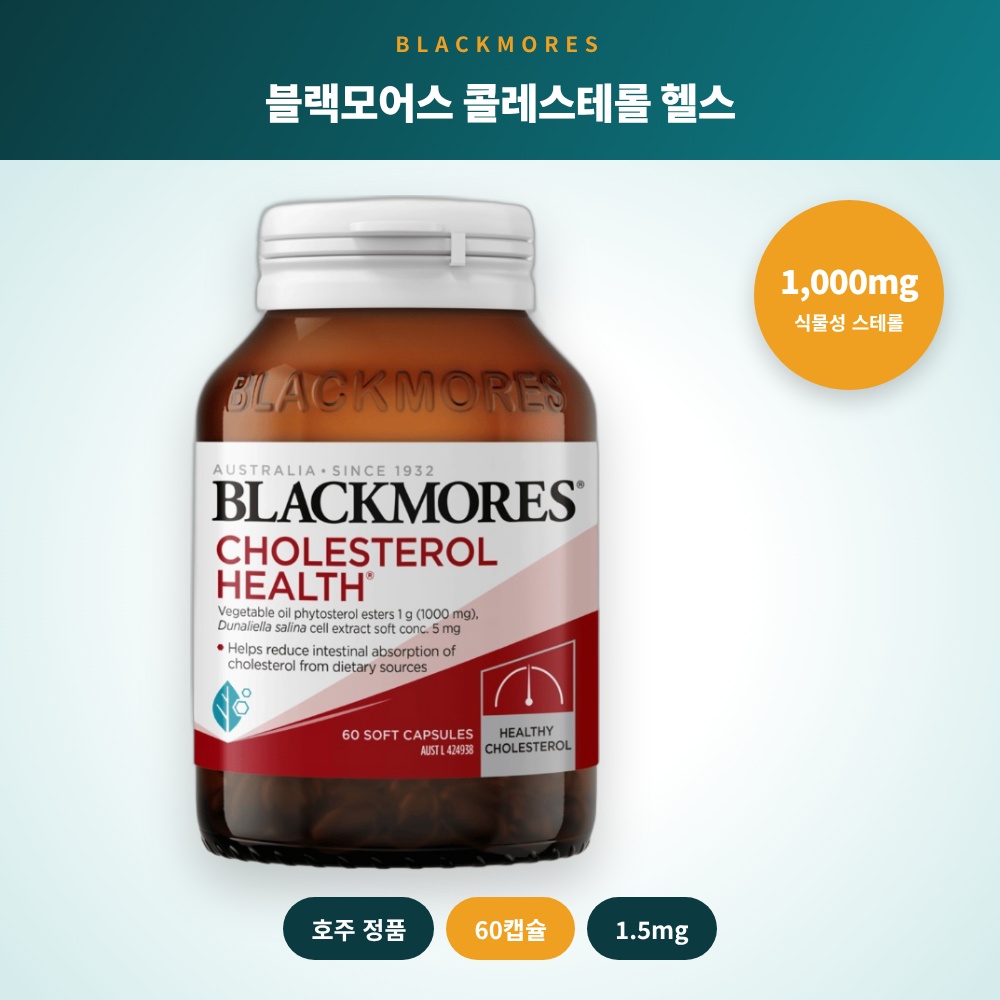 BLACKMORES
블랙모어스 콜레스테롤 헬스
1,000mg
식물성 스테롤
BLACKMORES
AUSTRALIA • SINCE 1932
BLACKMORES®
CHOLESTEROL
HEALTH®
Vegetable oil phytosterol esters 1 g (1000 mg),
Dunaliella salina cell extract soft conc. 5 mg
• Helps reduce intestinal absorption of
cholesterol from dietary sources
60 SOFT CAPSULES
AUST L 424938
HEALTHY
CHOLESTEROL
호주 정품
60캡슐
1.5mg